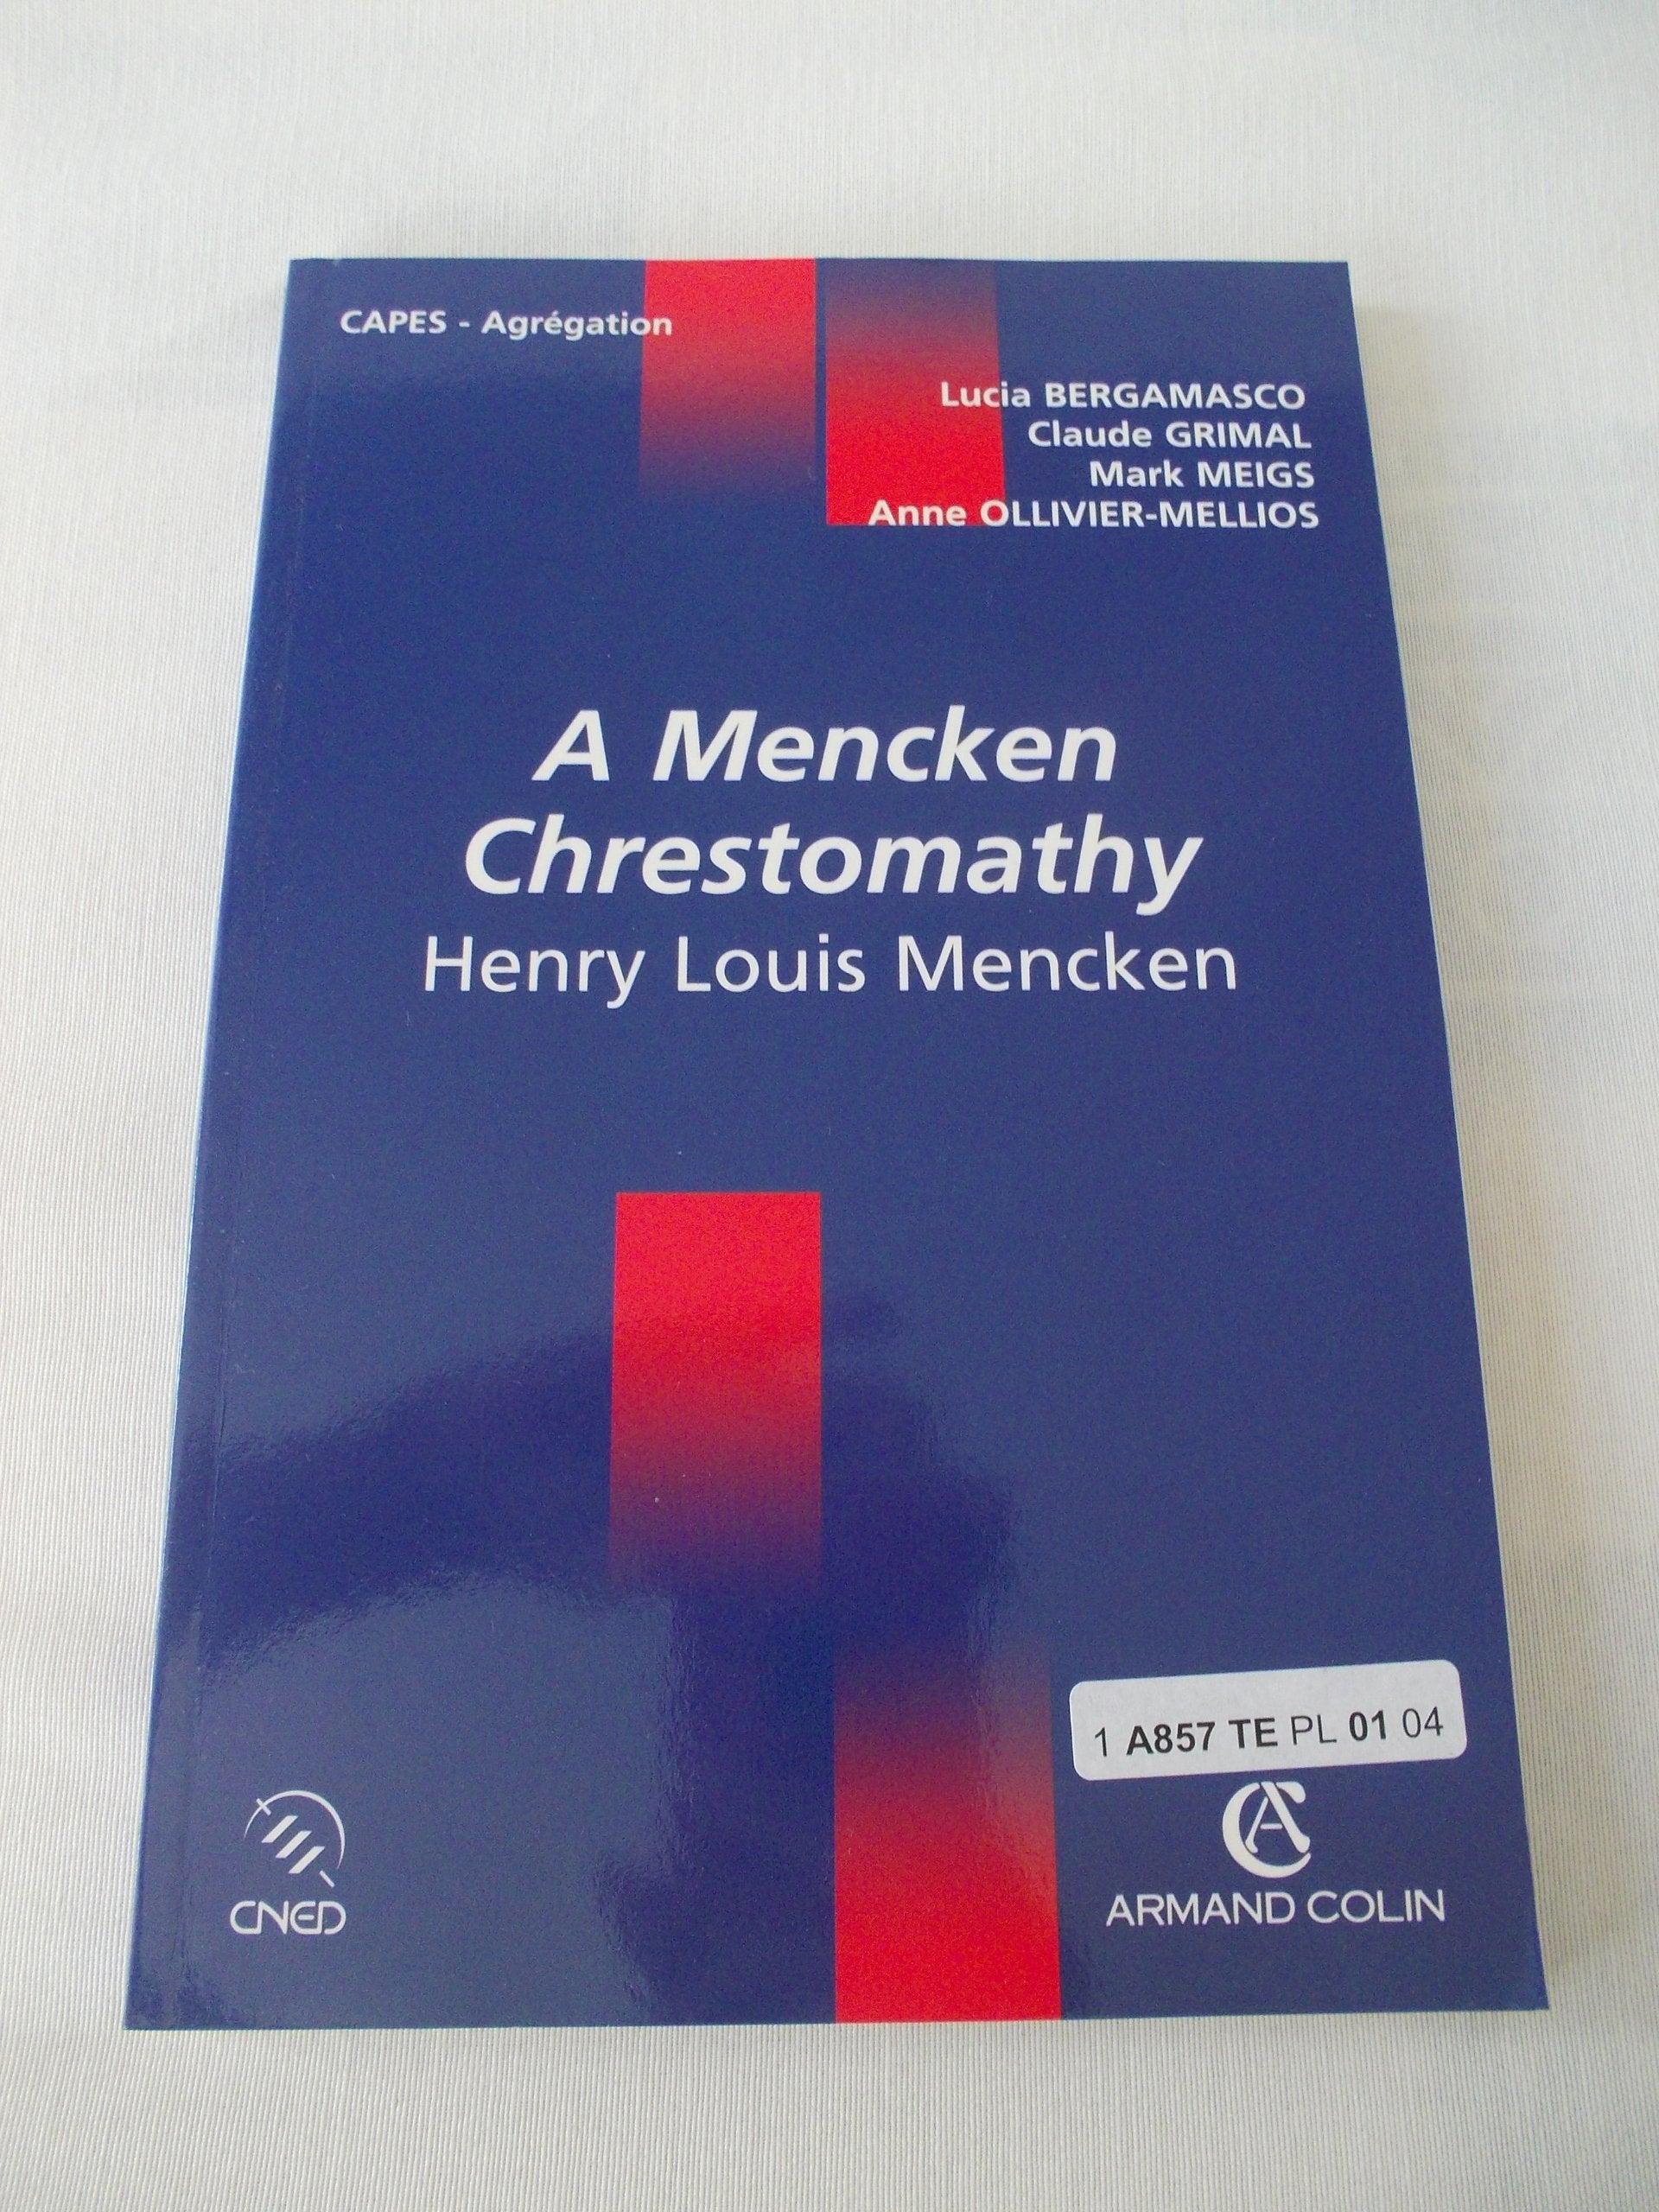 CAPES - Agrégation
Lucia BERGAMASCO
Claude GRIMAL
Mark MEIGS
Anne OLLIVIER-MELLIOS
A Mencken
Chrestomathy
Henry Louis Mencken
1 A857 TE PL 01 04
CNED
ARMAND COLIN